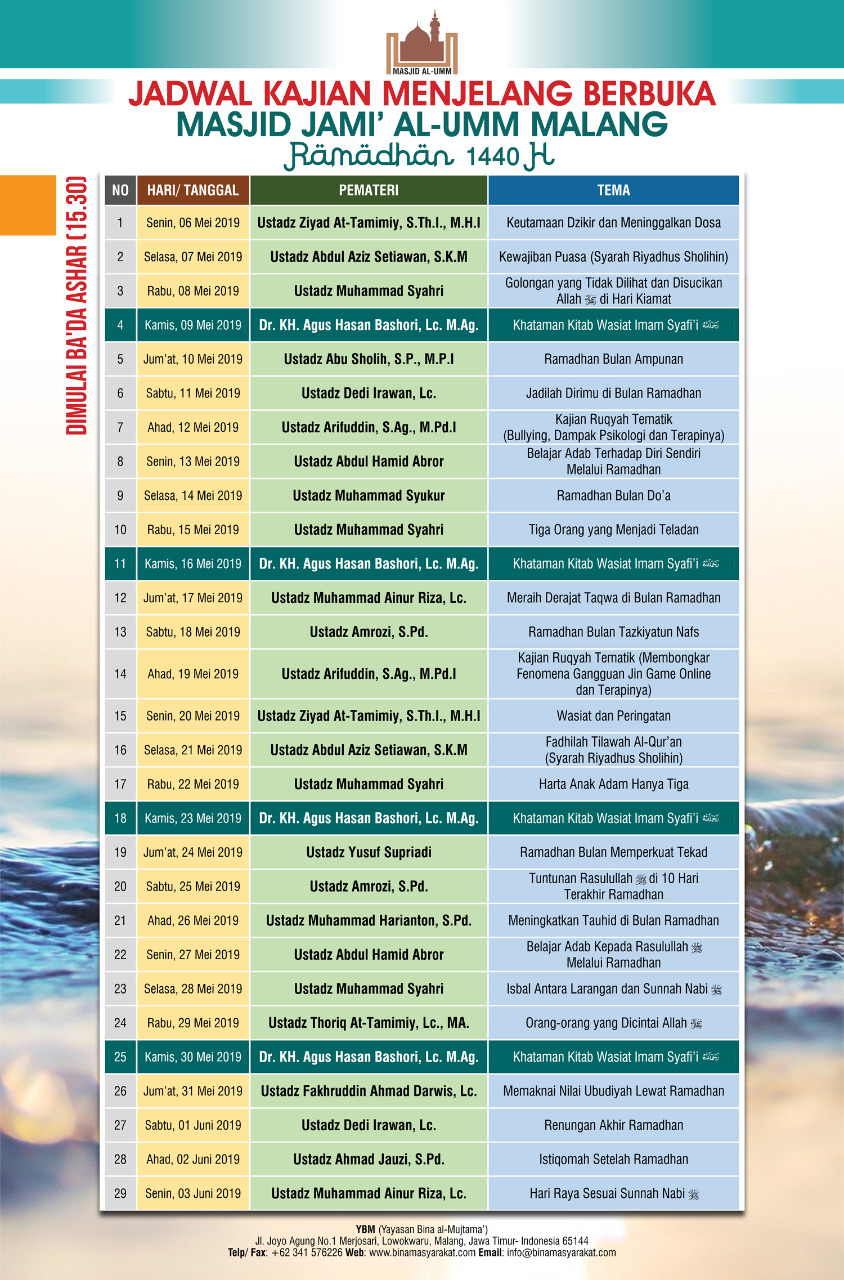 MASJID AL-UMM
JADWAL KAJIAN MENJELANG BERBUKA
MASJID JAMI' AL-UMM MALANG
Ramadhan 1440 H
DIMULAI BA'DA ASHAR (15.30)
NO HARI/ TANGGAL PEMATERI TEMA
1 Senin, 06 Mei 2019 Ustadz Ziyad At-Tamimiy, S.Th.I., M.H.I Keutamaan Dzikir dan Meninggalkan Dosa
2 Selasa, 07 Mei 2019 Ustadz Abdul Aziz Setiawan, S.K.M Kewajiban Puasa (Syarah Riyadhus Sholihin)
3 Rabu, 08 Mei 2019 Ustadz Muhammad Syahri Golongan yang Tidak Dilihat dan Disucikan
Allah ﷻ di Hari Kiamat
4 Kamis, 09 Mei 2019 Dr. KH. Agus Hasan Bashori, Lc. M.Ag. Khataman Kitab Wasiat Imam Syafi'i
5 Jum'at, 10 Mei 2019 Ustadz Abu Sholih, S.P., M.P.I Ramadhan Bulan Ampunan
6 Sabtu, 11 Mei 2019 Ustadz Dedi Irawan, Lc. Jadilah Dirimu di Bulan Ramadhan
7 Ahad, 12 Mei 2019 Ustadz Arifuddin, S.Ag., M.Pd.I Kajian Ruqyah Tematik
(Bullying, Dampak Psikologi dan Terapinya)
8 Senin, 13 Mei 2019 Ustadz Abdul Hamid Abror Belajar Adab Terhadap Diri Sendiri
Melalui Ramadhan
9 Selasa, 14 Mei 2019 Ustadz Muhammad Syukur Ramadhan Bulan Do'a
10 Rabu, 15 Mei 2019 Ustadz Muhammad Syahri Tiga Orang yang Menjadi Teladan
11 Kamis, 16 Mei 2019 Dr. KH. Agus Hasan Bashori, Lc. M.Ag. Khataman Kitab Wasiat Imam Syafi'i
12 Jum'at, 17 Mei 2019 Ustadz Muhammad Ainur Riza, Lc. Meraih Derajat Taqwa di Bulan Ramadhan
13 Sabtu, 18 Mei 2019 Ustadz Amrozi, S.Pd. Ramadhan Bulan Tazkiyatun Nafs
14 Ahad, 19 Mei 2019 Ustadz Arifuddin, S.Ag., M.Pd.I Kajian Ruqyah Tematik (Membongkar
Fenomena Gangguan Jin Game Online
dan Terapinya)
15 Senin, 20 Mei 2019 Ustadz Ziyad At-Tamimiy, S.Th.I., M.H.I Wasiat dan Peringatan
16 Selasa, 21 Mei 2019 Ustadz Abdul Aziz Setiawan, S.K.M Fadhilah Tilawah Al-Qur'an
(Syarah Riyadhus Sholihin)
17 Rabu, 22 Mei 2019 Ustadz Muhammad Syahri Harta Anak Adam Hanya Tiga
18 Kamis, 23 Mei 2019 Dr. KH. Agus Hasan Bashori, Lc. M.Ag. Khataman Kitab Wasiat Imam Syafi'i
19 Jum'at, 24 Mei 2019 Ustadz Yusuf Supriadi Ramadhan Bulan Memperkuat Tekad
20 Sabtu, 25 Mei 2019 Ustadz Amrozi, S.Pd. Tuntunan Rasulullah ﷺ di 10 Hari
Terakhir Ramadhan
21 Ahad, 26 Mei 2019 Ustadz Muhammad Harianton, S.Pd. Meningkatkan Tauhid di Bulan Ramadhan
22 Senin, 27 Mei 2019 Ustadz Abdul Hamid Abror Belajar Adab Kepada Rasulullah ﷺ
Melalui Ramadhan
23 Selasa, 28 Mei 2019 Ustadz Muhammad Syahri Isbal Antara Larangan dan Sunnah Nabi ﷺ
24 Rabu, 29 Mei 2019 Ustadz Thoriq At-Tamimiy, Lc., MA. Orang-orang yang Dicintai Allah
25 Kamis, 30 Mei 2019 Dr. KH. Agus Hasan Bashori, Lc. M.Ag. Khataman Kitab Wasiat Imam Syafi'i
26 Jum'at, 31 Mei 2019 Ustadz Fakhruddin Ahmad Darwis, Lc. Memaknai Nilai Ubudiyah Lewat Ramadhan
27 Sabtu, 01 Juni 2019 Ustadz Dedi Irawan, Lc. Renungan Akhir Ramadhan
28 Ahad, 02 Juni 2019 Ustadz Ahmad Jauzi, S.Pd. Istiqomah Setelah Ramadhan
29 Senin, 03 Juni 2019 Ustadz Muhammad Ainur Riza, Lc. Hari Raya Sesuai Sunnah Nabi ﷺ
YBM (Yayasan Bina al-Mujtama')
Jl. Joyo Agung No.1 Merjosari, Lowokwaru, Malang, Jawa Timur- Indonesia 65144
Telp/ Fax: +62 341 576226 Web: www.binamasyarakat.com Email: info@binamasyarakat.com